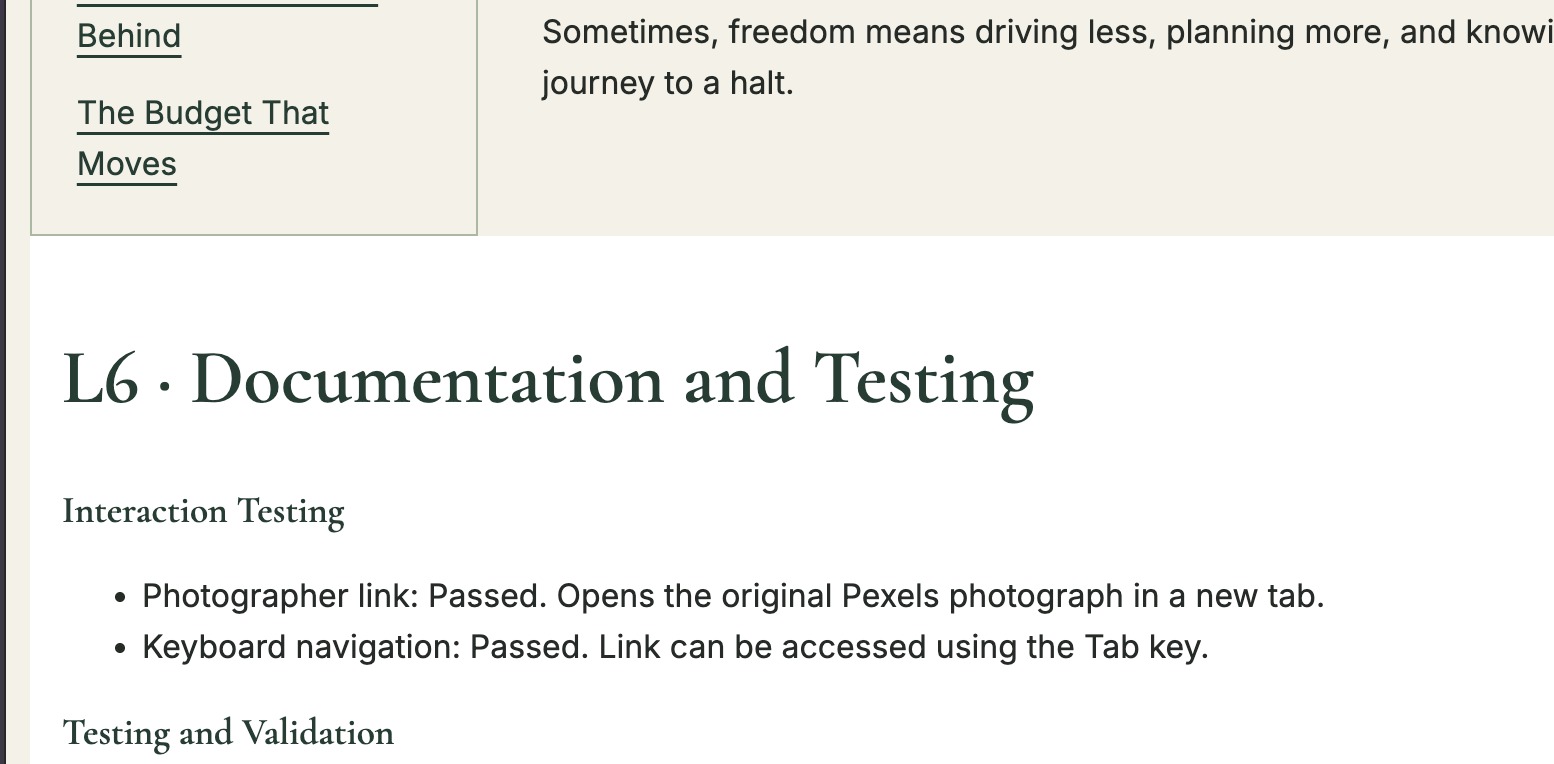 Behind
The Budget That
Moves
Sometimes, freedom means driving less, planning more, and
journey to a halt.
L6 · Documentation and Testing
Interaction Testing
• Photographer link: Passed. Opens the original Pexels photograph in a new tab.
• Keyboard navigation: Passed. Link can be accessed using the Tab key.
Testing and Validation